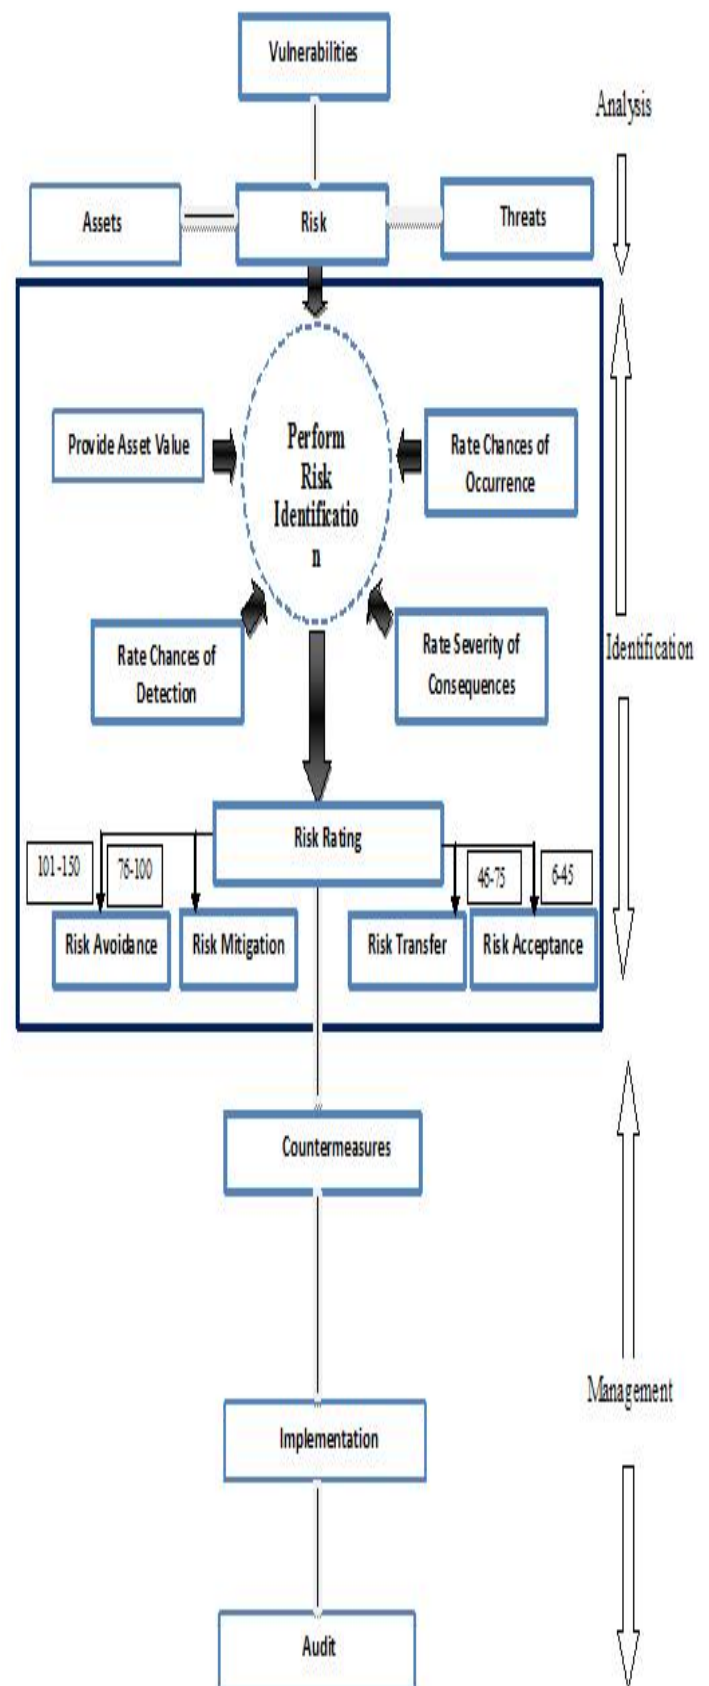 Vulnerabilities
Analysis
Assets
Risk
Threats
Perform
Risk
Identificatio
n
Provide Asset Value
Rate Chances of
Occurrence
Rate Chances of
Detection
Rate Severity of
Consequences
Identification
Risk Rating
101-150
76-100
46-75
6-45
Risk Avoidance
Risk Mitigation
Risk Transfer
Risk Acceptance
Countermeasures
Management
Implementation
Audit